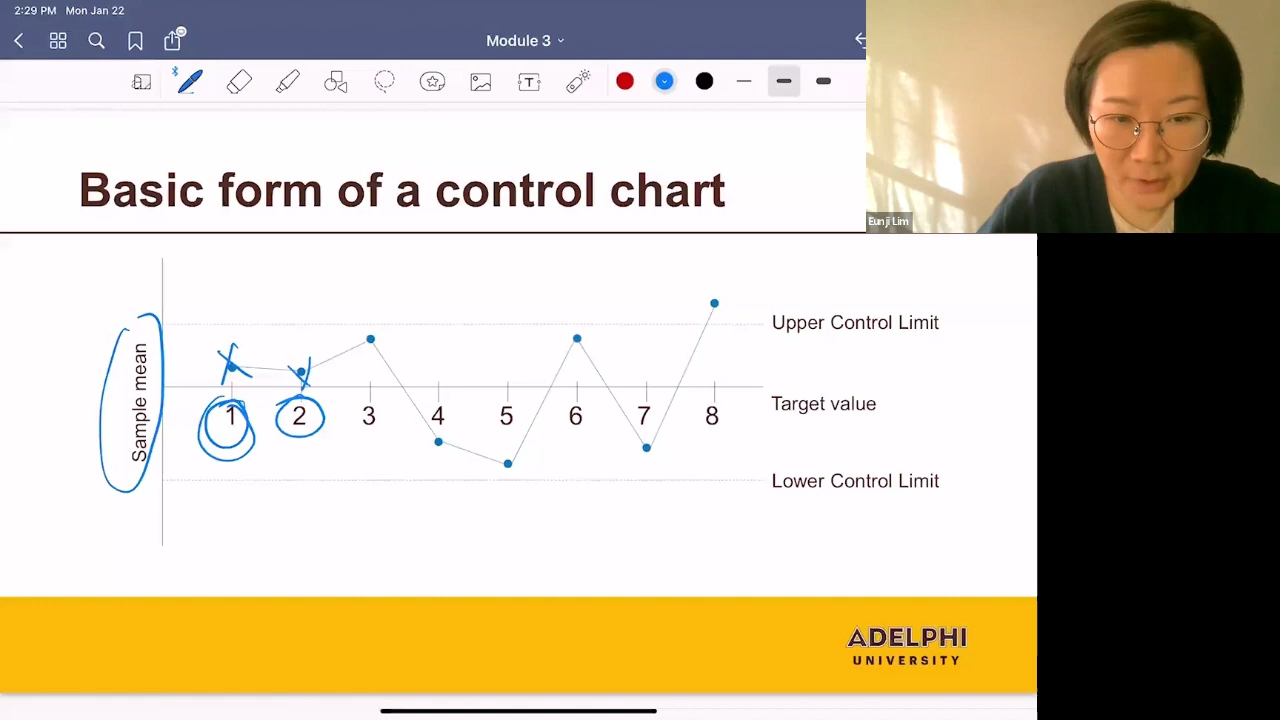 2:29 PM Mon Jan 22
Module 3
T
Eunji Lim
Basic form of a control chart
Sample mean
Upper Control Limit
1 2 3 4 5 6 7 8
Target value
Lower Control Limit
ADELPHI
UNIVERSITY